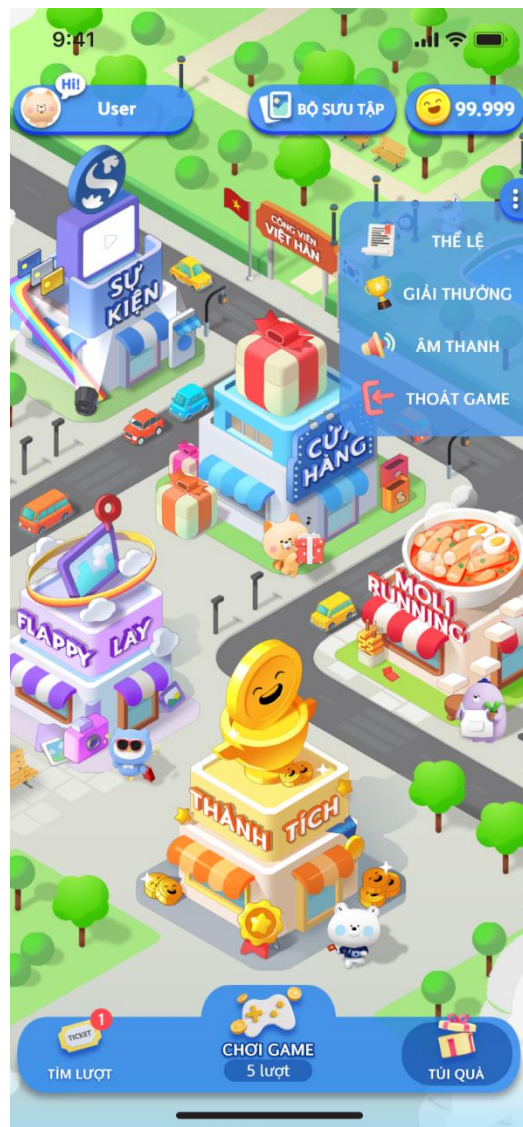 9:41
Hi!
User
BỘ SƯU TẬP
99.999
CÔNG VIÊN
VIỆT HÀN
THỂ LỆ
GIẢI THƯỞNG
ÂM THANH
THOÁT GAME
SỰ
KIỆN
CỬA
HÀNG
S
FLAPPY LAY
MOLI
RUNNING
THÀNH TÍCH
TICKET
1
TÌM LƯỢT
CHƠI GAME
5 lượt
TÚI QUÀ